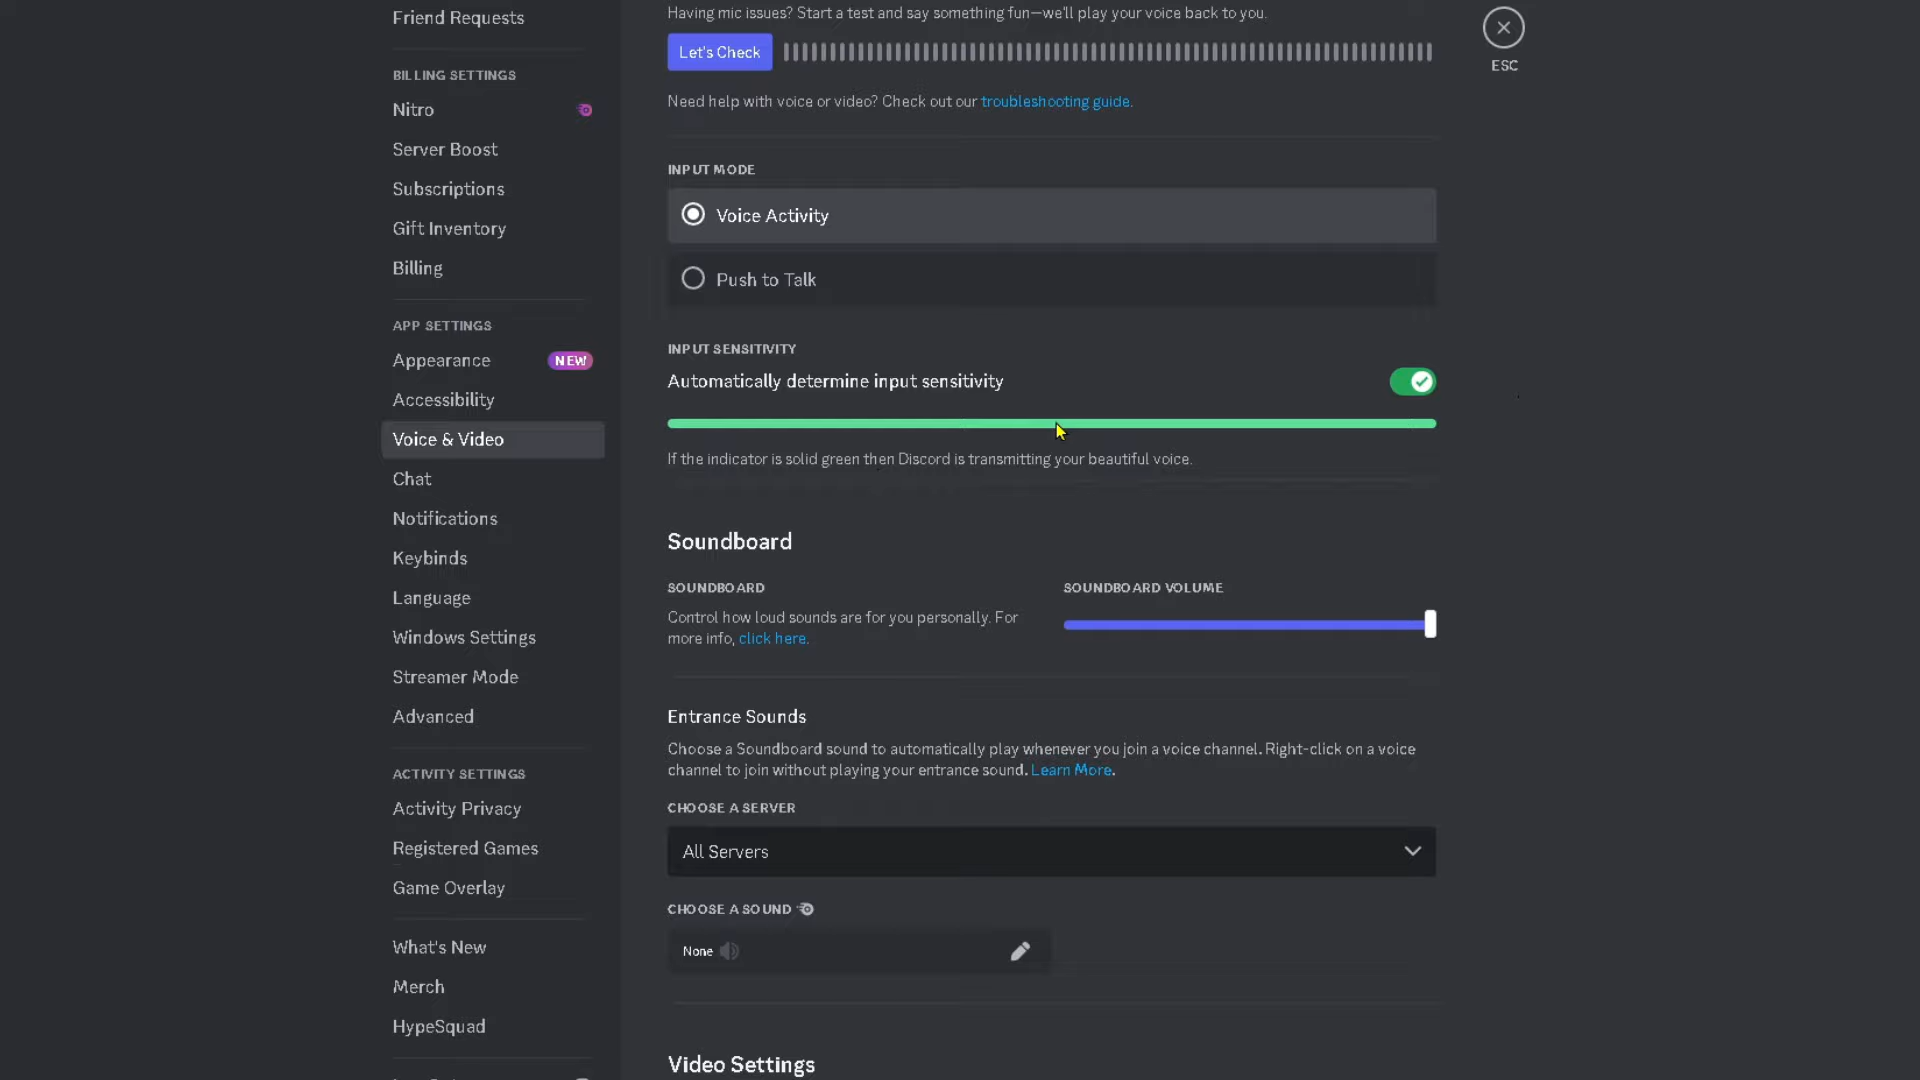 Friend Requests
BILLING SETTINGS
Nitro
Server Boost
Subscriptions
Gift Inventory
Billing
APP SETTINGS
Appearance NEW
Accessibility
Voice & Video
Chat
Notifications
Keybinds
Language
Windows Settings
Streamer Mode
Advanced
ACTIVITY SETTINGS
Activity Privacy
Registered Games
Game Overlay
What's New
Merch
HypeSquad
Having mic issues? Start a test and say something fun—we'll play your voice back to you.
Let's Check
Need help with voice or video? Check out our troubleshooting guide.
INPUT MODE
Voice Activity
Push to Talk
INPUT SENSITIVITY
Automatically determine input sensitivity
If the indicator is solid green then Discord is transmitting your beautiful voice.
Soundboard
SOUNDBOARD
Control how loud sounds are for you personally. For
more info, click here.
SOUNDBOARD VOLUME
Entrance Sounds
Choose a Soundboard sound to automatically play whenever you join a voice channel. Right-click on a voice
channel to join without playing your entrance sound. Learn More.
CHOOSE A SERVER
All Servers
CHOOSE A SOUND
None
Video Settings
ESC